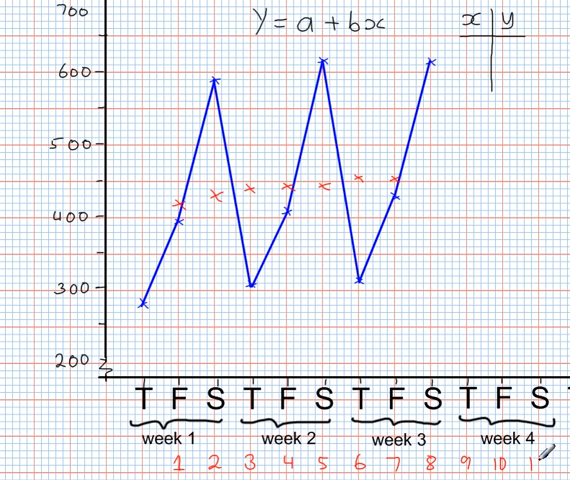 700
y = a + bx
x y
600
500
400
300
200
T F S T F S T F S T F S
week 1 week 2 week 3 week 4
1 2 3 4 5 6 7 8 9 10 1